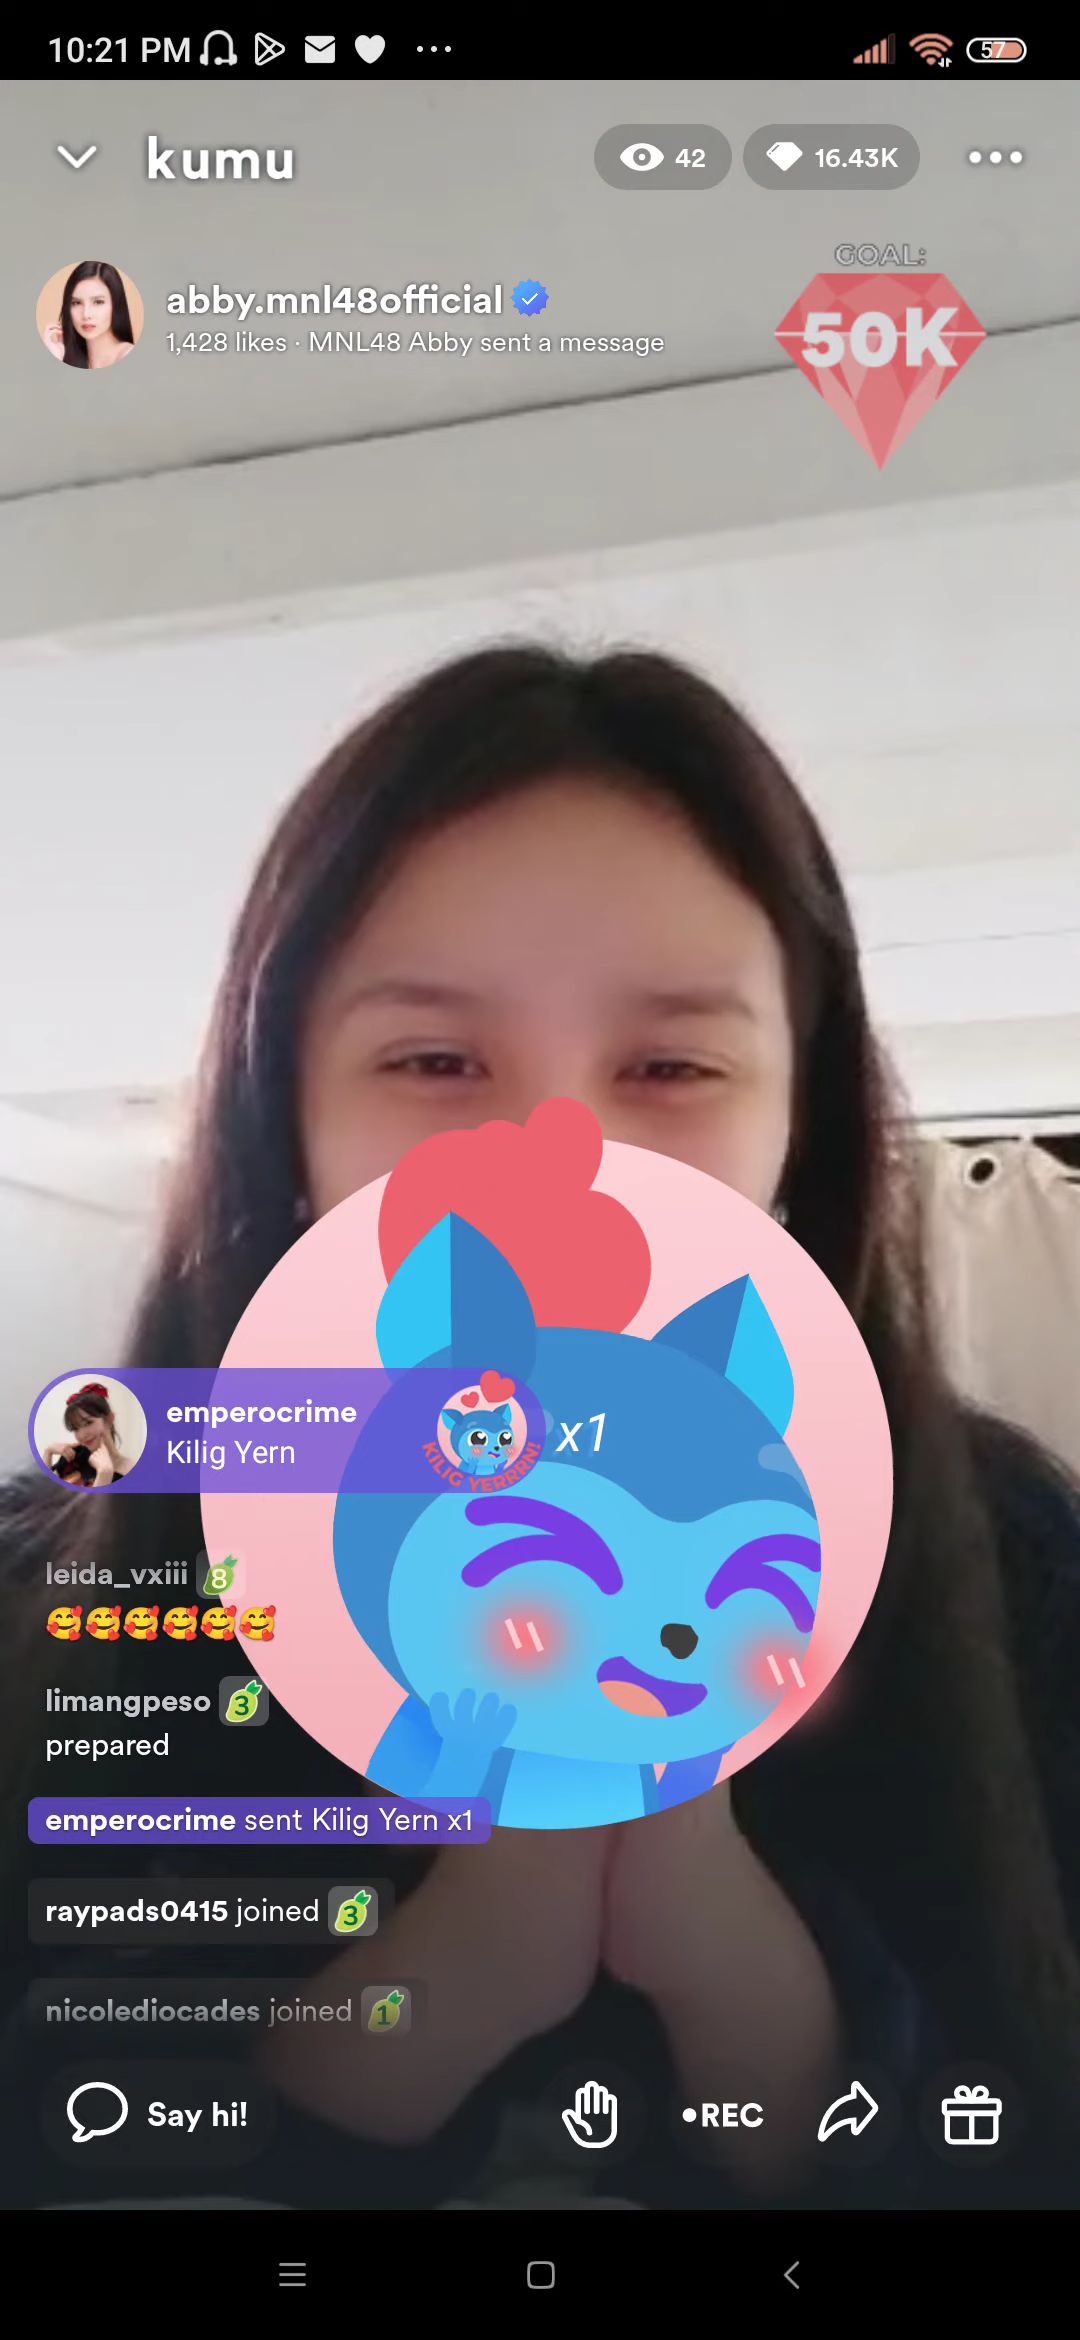 10:21 PM
57
kumu
42
16.43K
GOAL:
50K
abby.mnl48official
1,428 likes · MNL48 Abby sent a message
emperocrime
Kilig Yern
KILIG YERRRN!
x1
leida_vxiii 8
🥰🥰🥰🥰🥰🥰
limangpeso 3
prepared
emperocrime sent Kilig Yern x1
raypads0415 joined 3
nicolediocades joined 1
Say hi!
•REC